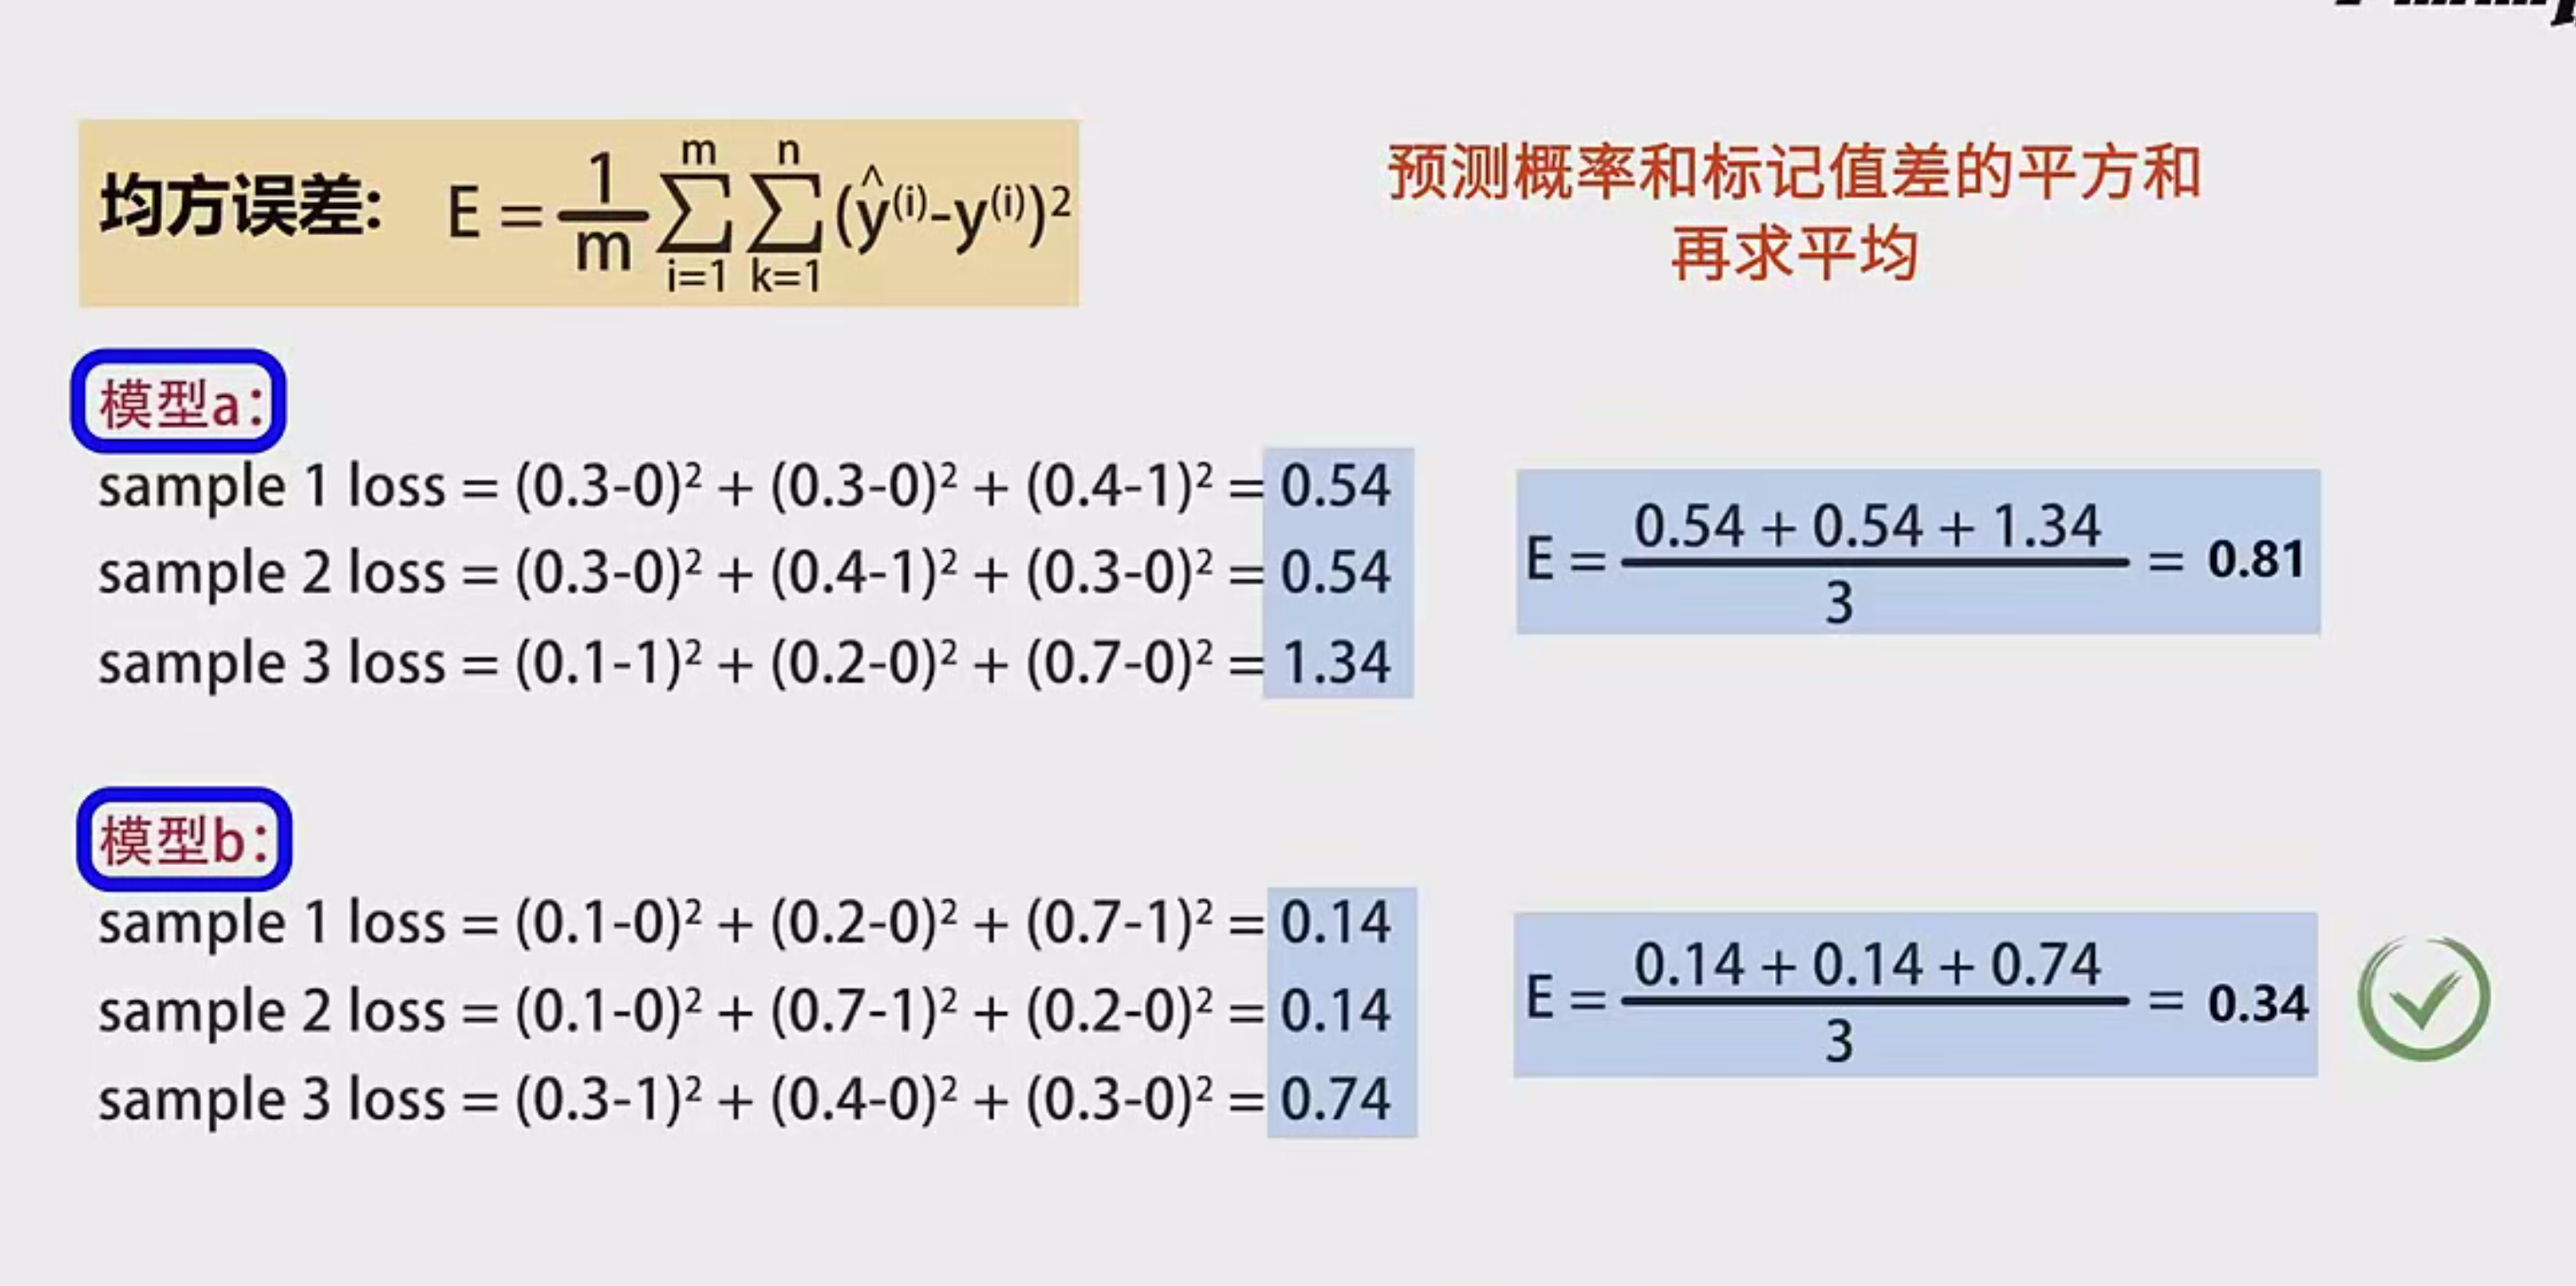 均方误差: E = 1/m ∑(i=1, m) ∑(k=1, n) (ŷ⁽ⁱ⁾-y⁽ⁱ⁾)²
预测概率和标记值差的平方和
再求平均
模型a:
sample 1 loss = (0.3-0)² + (0.3-0)² + (0.4-1)² = 0.54
sample 2 loss = (0.3-0)² + (0.4-1)² + (0.3-0)² = 0.54
sample 3 loss = (0.1-1)² + (0.2-0)² + (0.7-0)² = 1.34
E = (0.54 + 0.54 + 1.34)/3 = 0.81
模型b:
sample 1 loss = (0.1-0)² + (0.2-0)² + (0.7-1)² = 0.14
sample 2 loss = (0.1-0)² + (0.7-1)² + (0.2-0)² = 0.14
sample 3 loss = (0.3-1)² + (0.4-0)² + (0.3-0)² = 0.74
E = (0.14 + 0.14 + 0.74)/3 = 0.34